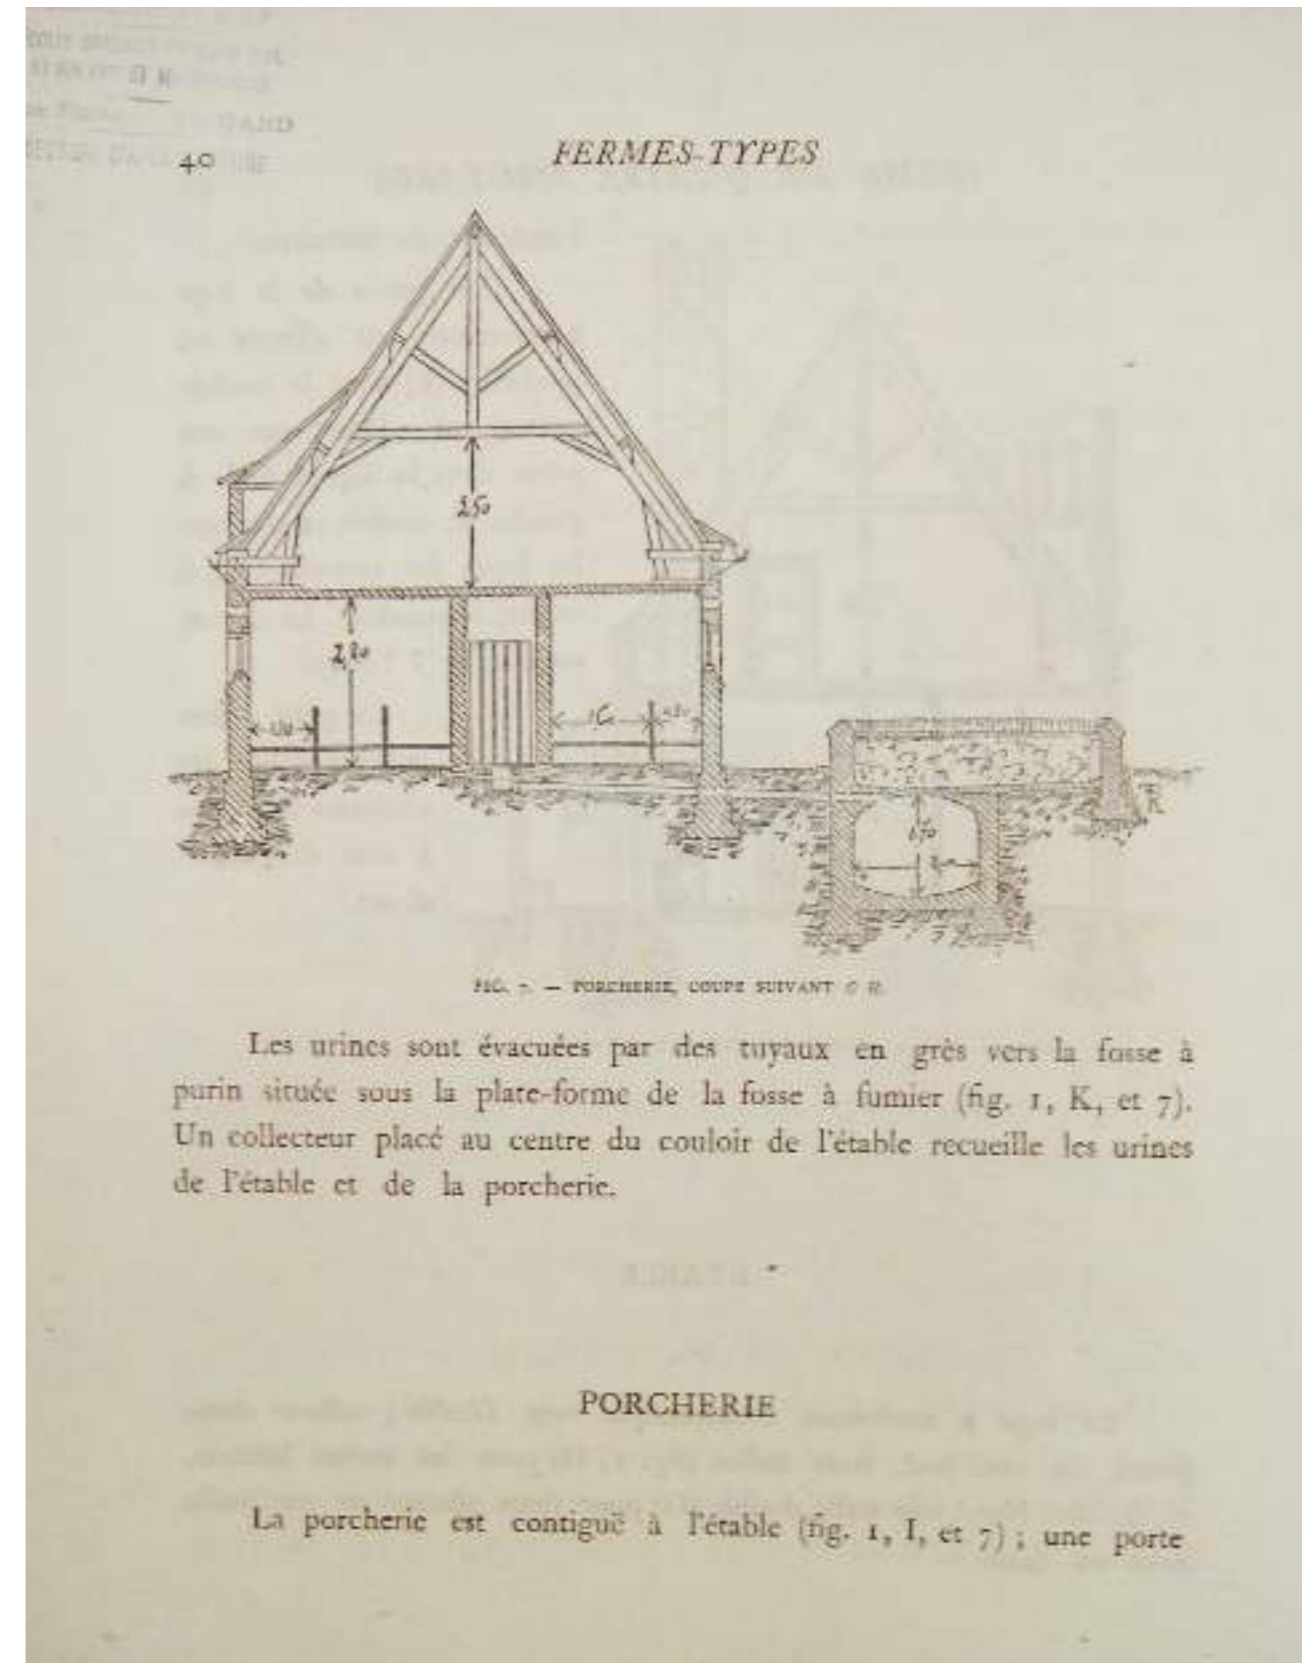 GAND
40
FERMES-TYPES
250
2,80
FIG. 7. — PORCHERIE, COUPE SUIVANT
Les urines sont évacuées par des tuyaux en grès vers la fosse à
purin située sous la plate-forme de la fosse à fumier (fig. 1, K, et 7).
Un collecteur placé au centre du couloir de l'étable recueille les urines
de l'étable et de la porcherie.
ÉTABLE
PORCHERIE
La porcherie est contiguë à l'étable (fig. 1, I, et 7) ; une porte